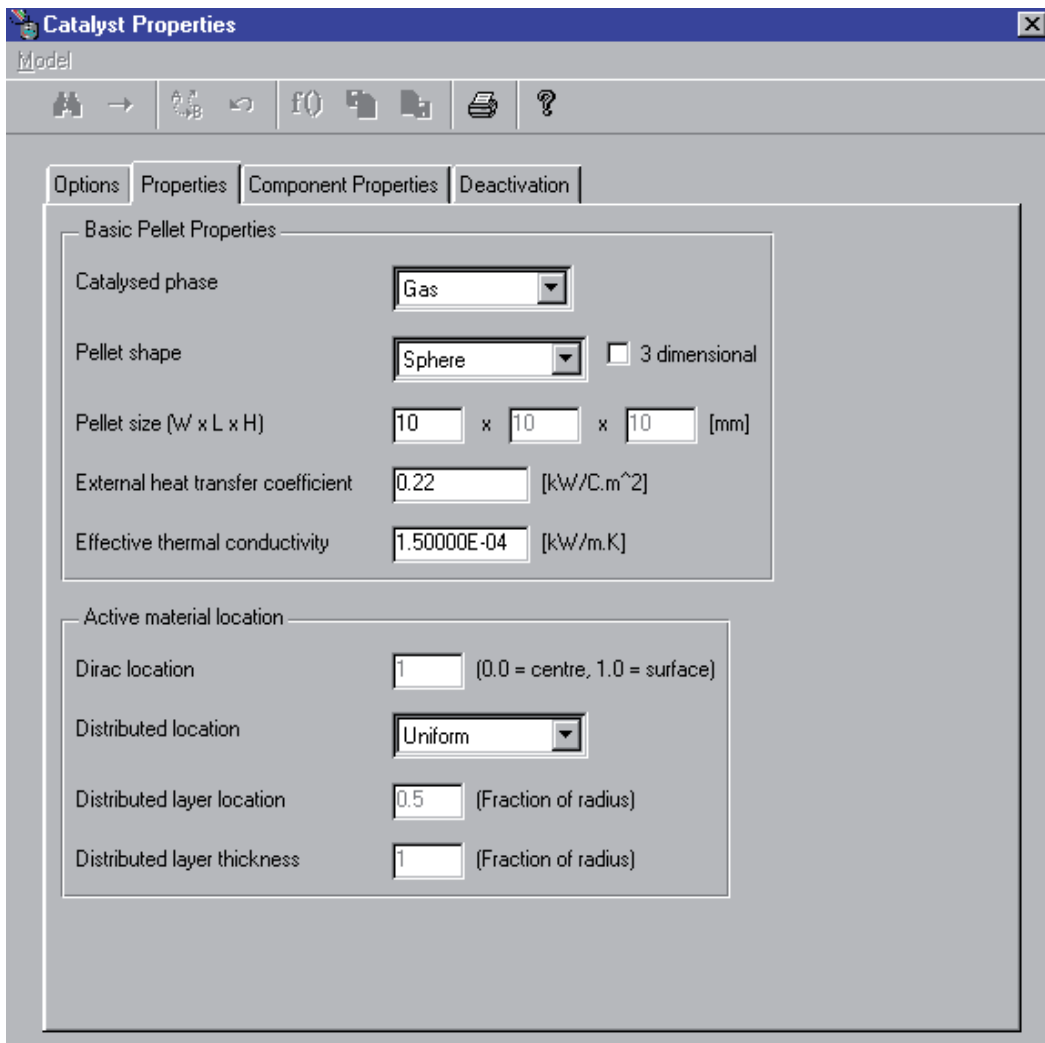 Catalyst Properties
Model
f()
Options Properties Component Properties Deactivation
Basic Pellet Properties
Catalysed phase Gas
Pellet shape Sphere 3 dimensional
Pellet size (W x L x H) 10 x 10 x 10 [mm]
External heat transfer coefficient 0.22 [kW/C.m^2]
Effective thermal conductivity 1.50000E-04 [kW/m.K]
Active material location
Dirac location 1 (0.0 = centre, 1.0 = surface)
Distributed location Uniform
Distributed layer location 0.5 (Fraction of radius)
Distributed layer thickness 1 (Fraction of radius)